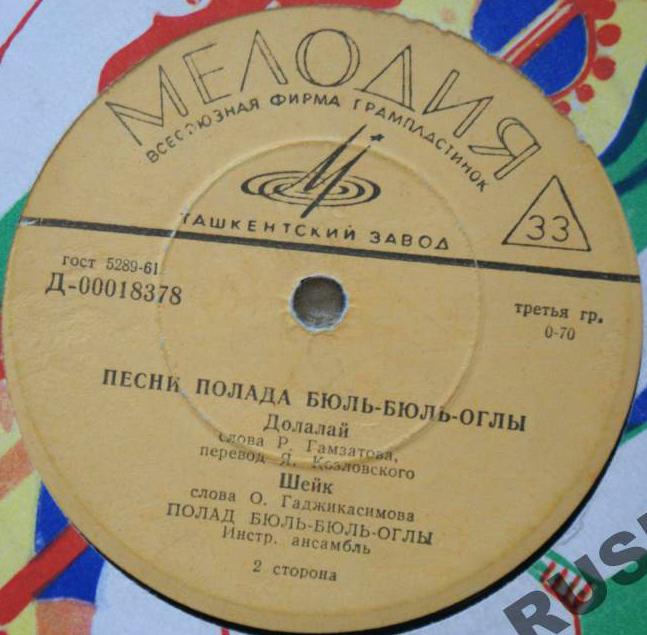 МЕЛОДИЯ
ВСЕСОЮЗНАЯ ФИРМА ГРАМПЛАСТИНОК
ТАШКЕНТСКИЙ ЗАВОД
33
гост 5289-61
Д-00018378
третья гр.
0-70
ПЕСНИ ПОЛАДА БЮЛЬ-БЮЛЬ-ОГЛЫ
Долалай
слова Р. Гамзатова,
перевод Я. Козловского
Шейк
слова О. Гаджикасимова
ПОЛАД БЮЛЬ-БЮЛЬ-ОГЛЫ
Инстр. ансамбль
2 сторона